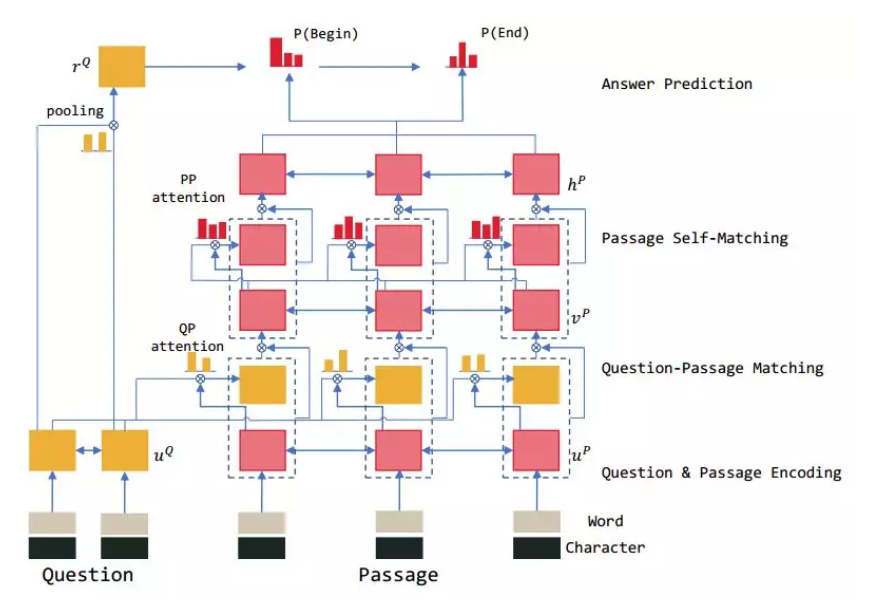 P(Begin)
P(End)
r^Q
Answer Prediction
pooling
PP
attention
h^P
Passage Self-Matching
v^P
QP
attention
Question-Passage Matching
u^Q
u^P
Question & Passage Encoding
Word
Character
Question
Passage